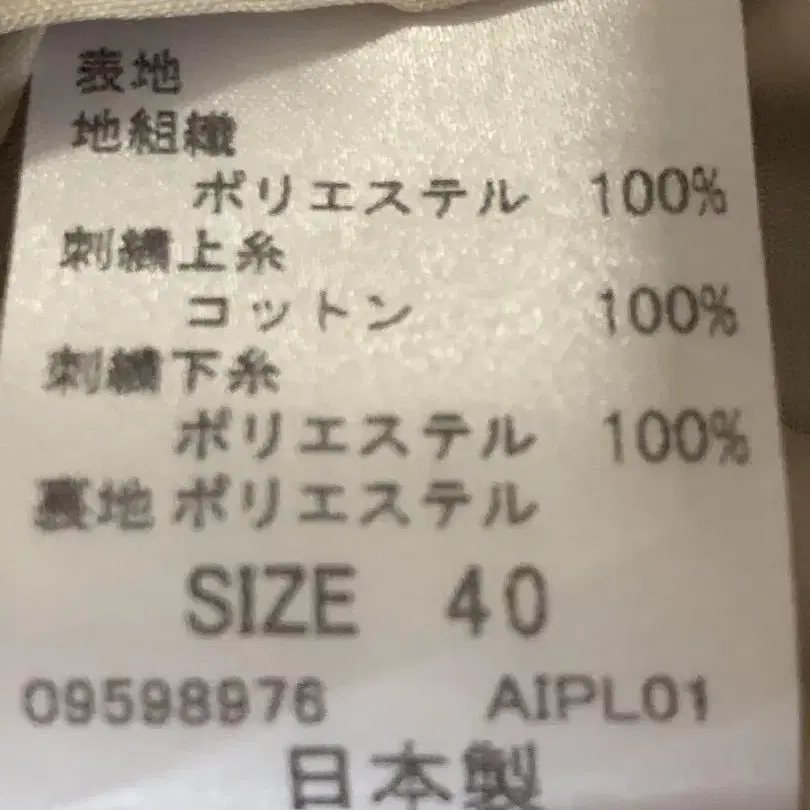 表地
地組織
ポリエステル 100%
刺繍上糸
コットン 100%
刺繍下糸
ポリエステル 100%
裏地 ポリエステル
SIZE 40
09598976 AIPL01
日本製